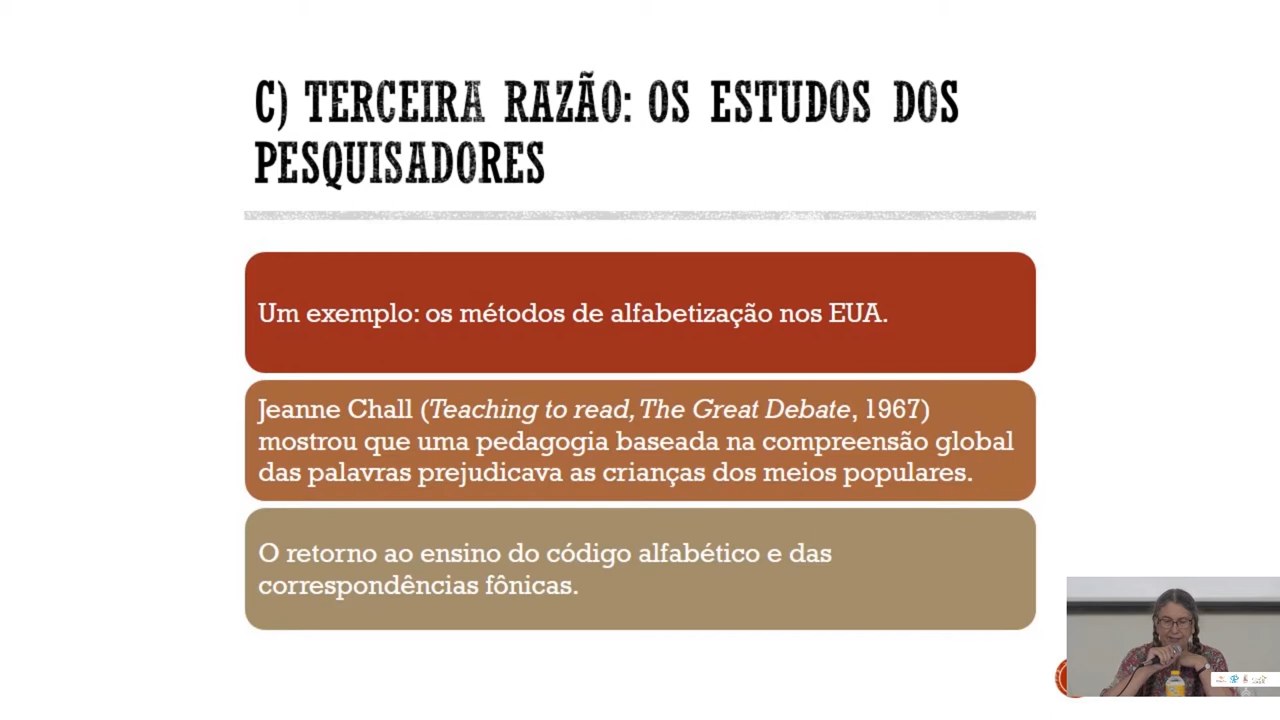 C) TERCEIRA RAZÃO: OS ESTUDOS DOS
PESQUISADORES
Um exemplo: os métodos de alfabetização nos EUA.
Jeanne Chall (Teaching to read, The Great Debate, 1967)
mostrou que uma pedagogia baseada na compreensão global
das palavras prejudicava as crianças dos meios populares.
O retorno ao ensino do código alfabético e das
correspondências fônicas.